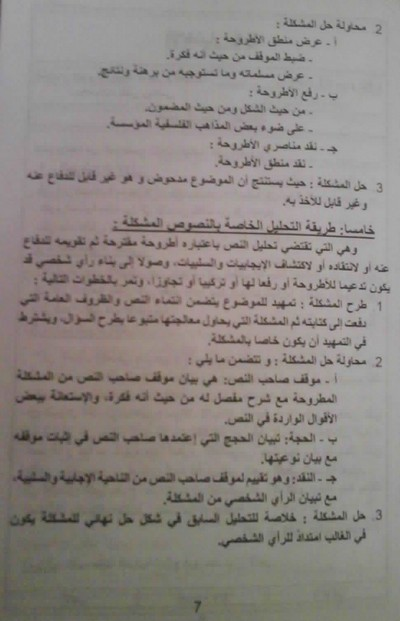 2. محاولة حل المشكلة :
أ - عرض منطق الأطروحة :
- ضبط الموقف من حيث أنه فكرة.
- عرض مسلماته وما تستوجبه من برهنة ونتائج.
ب - رفع الأطروحة :
- من حيث الشكل ومن حيث المضمون.
- على ضوء بعض المذاهب الفلسفية المؤسسة.
جـ - نقد مناصري الأطروحة :
- نقد منطق الأطروحة.
3. حل المشكلة : حيث يستنتج أن الموضوع مدحوض و هو غير قابل للدفاع عنه
وغير قابل للأخذ به.
خامسا: طريقة التحليل الخاصة بالنصوص المشكلة :
وهي التي تقتضي تحليل النص باعتباره أطروحة مقترحة ثم تقويمه للدفاع
عنه أو لانتقاده أو لاكتشاف الإيجابيات والسلبيات، وصولا إلى بناء رأي شخصي قد
يكون تدعيما للأطروحة أو رفعا لها أو تركيبا أو تجاوزا، وتمر بالخطوات التالية :
1 طرح المشكلة : تمهيد للموضوع يتضمن انتماء النص والظروف العامة التي
دفعت إلى كتابته ثم المشكلة التي يحاول معالجتها متبوعا بطرح السوال، ويشترط
في التمهيد أن يكون خاصا بالمشكلة.
2. محاولة حل المشكلة : و تتضمن ما يلي :
أ - موقف صاحب النص: هي بيان موقف صاحب النص من المشكلة
المطروحة مع شرح مفصل له من حيث أنه فكرة، والإستعانة ببعض
الأقوال الواردة في النص.
ب - الحجة: تبيان الحجج التي إعتمدها صاحب النص في إثبات موقفه
مع بيان نوعيتها.
جـ - النقد: وهو تقييم لموقف صاحب النص من الناحية الإجابية والسلبية،
مع تبيان الرأي الشخصي من المشكلة.
3. حل المشكلة : خلاصة للتحليل السابق في شكل حل نهائي للمشكلة يكون
في الغالب امتدادْ للرأي الشخصي.
7